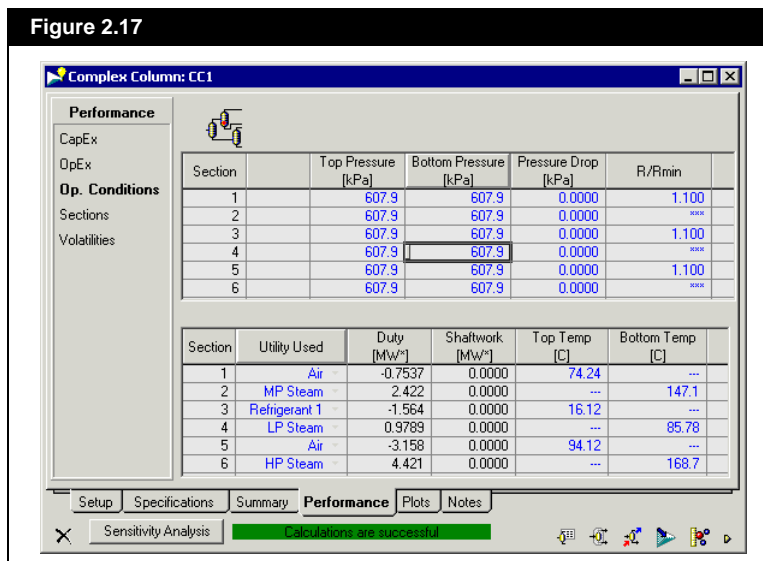 Figure 2.17
Complex Column: CC1
Performance
CapEx
OpEx
Op. Conditions
Sections
Volatilities
Section Top Pressure [kPa] Bottom Pressure [kPa] Pressure Drop [kPa] R/Rmin
1 607.9 607.9 0.0000 1.100
2 607.9 607.9 0.0000 ***
3 607.9 607.9 0.0000 1.100
4 607.9 607.9 0.0000 ***
5 607.9 607.9 0.0000 1.100
6 607.9 607.9 0.0000 ***
Section Utility Used Duty [MW*] Shaftwork [MW*] Top Temp [C] Bottom Temp [C]
1 Air -0.7537 0.0000 74.24 ---
2 MP Steam 2.422 0.0000 --- 147.1
3 Refrigerant 1 -1.564 0.0000 16.12 ---
4 LP Steam 0.9789 0.0000 --- 85.78
5 Air -3.158 0.0000 94.12 ---
6 HP Steam 4.421 0.0000 --- 168.7
Setup Specifications Summary Performance Plots Notes
Sensitivity Analysis Calculations are successful